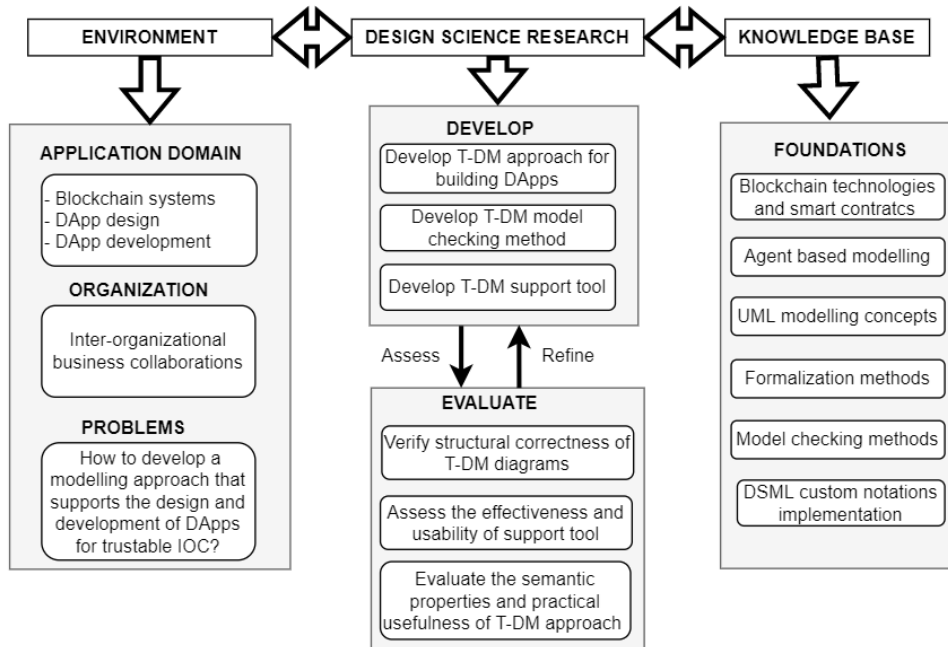 ENVIRONMENT
DESIGN SCIENCE RESEARCH
KNOWLEDGE BASE
APPLICATION DOMAIN
- Blockchain systems
- DApp design
- DApp development
ORGANIZATION
Inter-organizational
business collaborations
PROBLEMS
How to develop a
modelling approach that
supports the design and
development of DApps
for trustable IOC?
DEVELOP
Develop T-DM approach for
building DApps
Develop T-DM model
checking method
Develop T-DM support tool
Assess
Refine
EVALUATE
Verify structural correctness of
T-DM diagrams
Assess the effectiveness and
usability of support tool
Evaluate the semantic
properties and practical
usefulness of T-DM approach
FOUNDATIONS
Blockchain technologies
and smart contratcs
Agent based modelling
UML modelling concepts
Formalization methods
Model checking methods
DSML custom notations
implementation